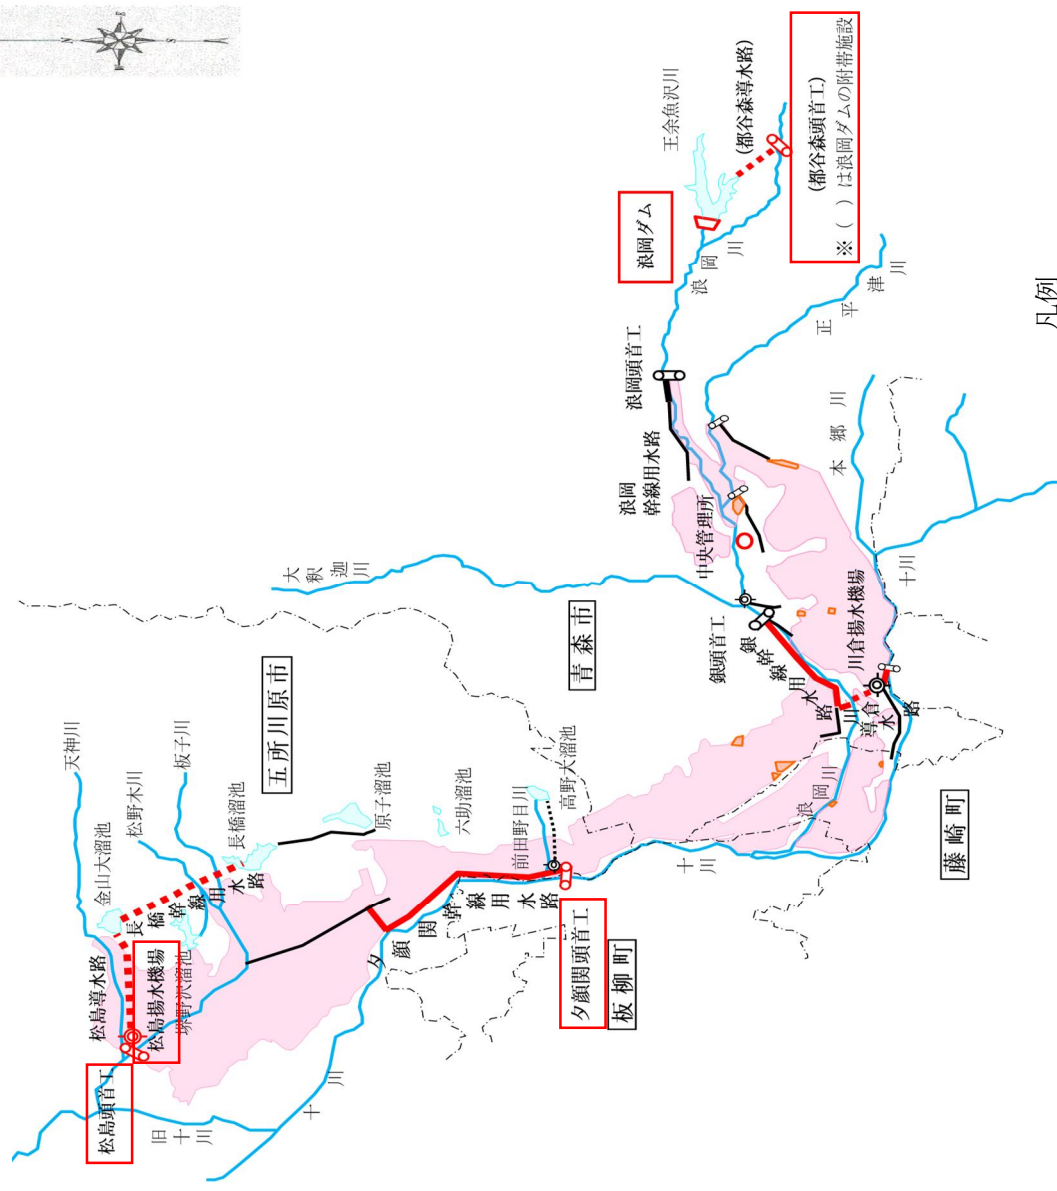 N
S
E
W
天神川
金山大溜池
松野木川
板子川
長橋溜池
五所川原市
長橋幹線用水路
松島導水路
松島揚水機場
堺野沢溜池
松島頭首工
旧十川
十川
原子溜池
六助溜池
前田野目川
高野大溜池
夕顔関幹線用水路
夕顔関頭首工
板柳町
青森市
大釈迦川
十川
浪岡川
藤崎町
銀頭首工
銀幹線用水路
川倉揚水機場
川倉導水路
十川
本郷川
正平津川
中央管理所
浪岡
幹線用水路
浪岡頭首工
浪岡川
浪岡ダム
王余魚沢川
(都谷森導水路)
(都谷森頭首工)
※( )は浪岡ダムの附帯施設
凡例